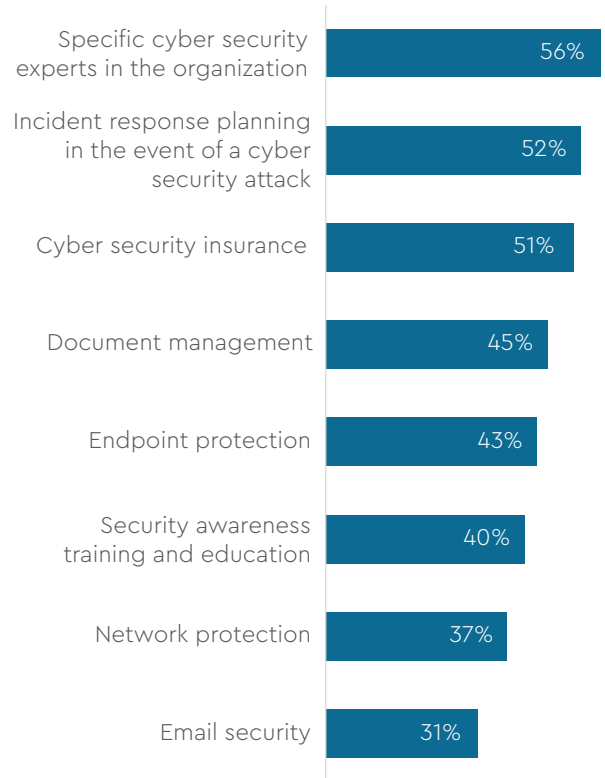 Specific cyber security
experts in the organization
56%
Incident response planning
in the event of a cyber
security attack
52%
Cyber security insurance
51%
Document management
45%
Endpoint protection
43%
Security awareness
training and education
40%
Network protection
37%
Email security
31%